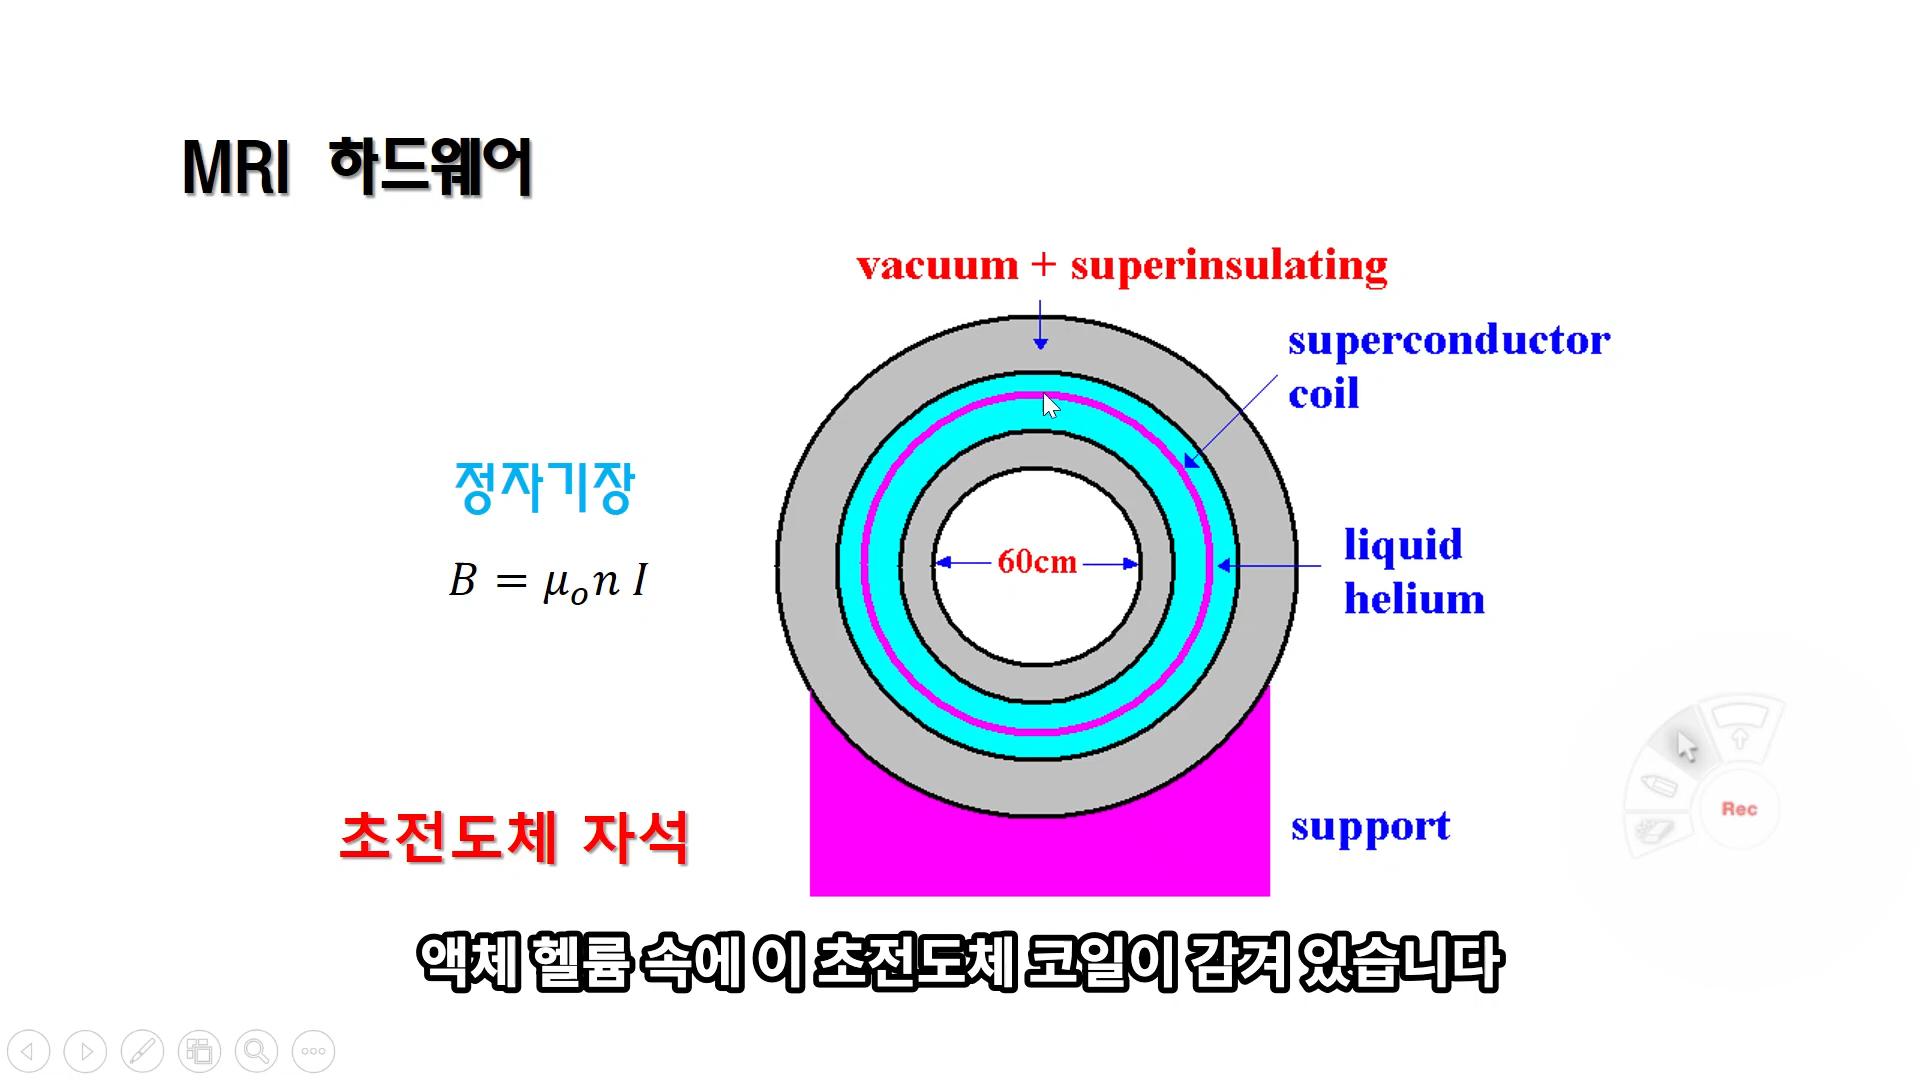 MRI 하드웨어
vacuum + superinsulating
superconductor
coil
정자기장
B = μₒn I
60cm
liquid
helium
초전도체 자석
support
Rec
액체 헬륨 속에 이 초전도체 코일이 감겨 있습니다